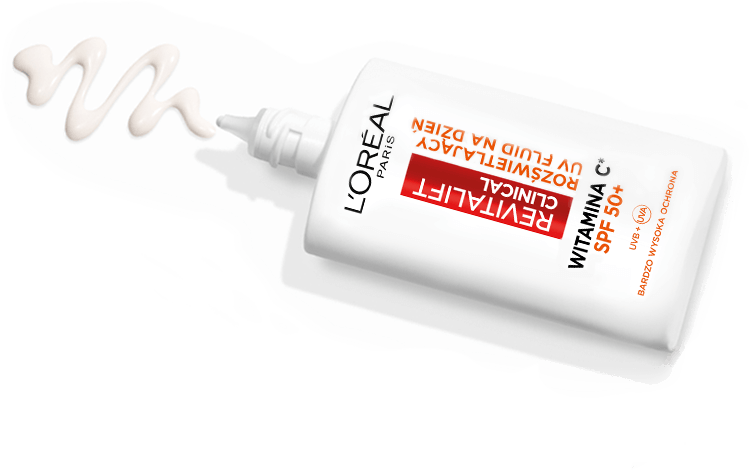 L'ORÉAL
PARiS
ROZŚWIETLAJĄCY
UV FLUID NA DZIEŃ
REVITALIFT
CLINICAL
WITAMINA C*
SPF 50+
UVB + UVA
BARDZO WYSOKA OCHRONA